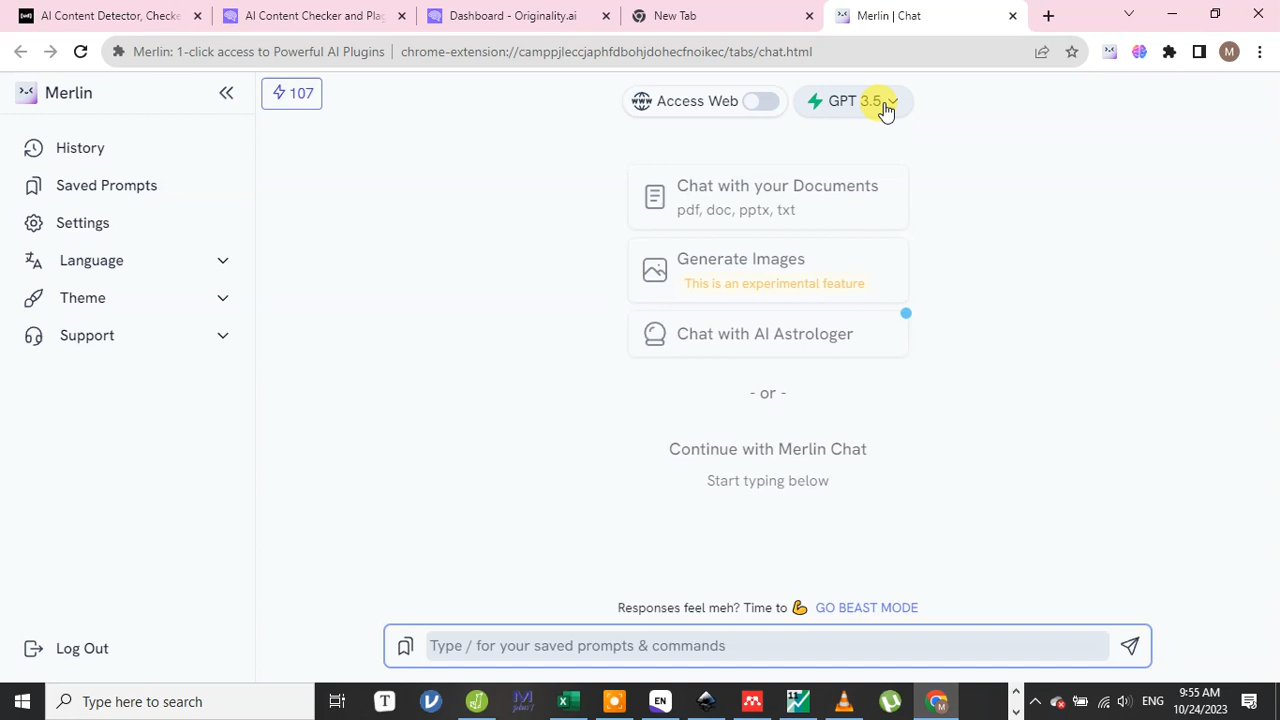 AI Content Detector, Checke
AI Content Checker and Plag
Dashboard - Originality.ai
New Tab
Merlin | Chat
Merlin: 1-click access to Powerful AI Plugins
chrome-extension://camppjleccjaphfdbohjdohecfnoikec/tabs/chat.html
M
Merlin
107
Access Web
GPT 3.5
History
Saved Prompts
Settings
Language
Theme
Support
Chat with your Documents
pdf, doc, pptx, txt
Generate Images
This is an experimental feature
Chat with AI Astrologer
- or -
Continue with Merlin Chat
Start typing below
Responses feel meh? Time to 💪 GO BEAST MODE
Type / for your saved prompts & commands
Log Out
Type here to search
ENG
9:55 AM
10/24/2023